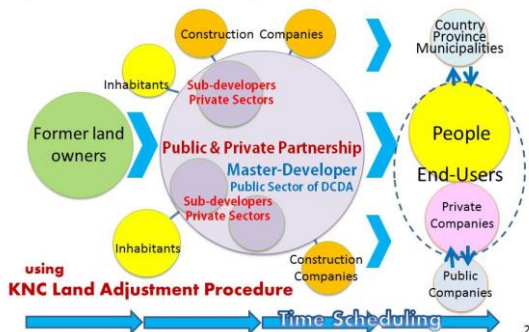 Construction Companies
Country
Province
Municipalities
Inhabitants
Sub-developers
Private Sectors
Former land
owners
Public & Private Partnership
Master-Developer
Public Sector of DCDA
People
End-Users
Sub-developers
Private Sectors
Private
Companies
Inhabitants
Construction
Companies
Public
Companies
using
KNC Land Adjustment Procedure
Time Scheduling
2